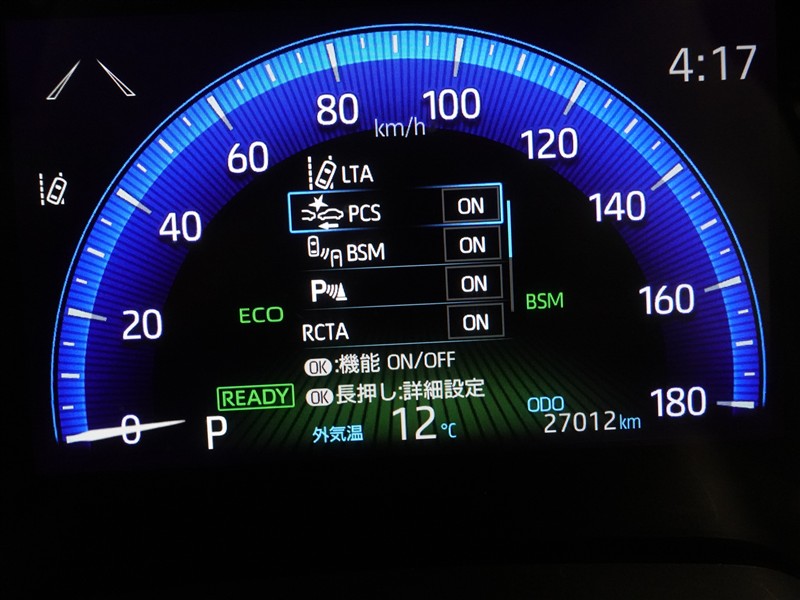 4:17
80
100
km/h
60
120
LTA
40
PCS ON
140
BSM ON
P ON
160
ECO
BSM
20
RCTA ON
OK:機能 ON/OFF
READY
OK長押し:詳細設定
180
0
P
外気温 12℃
ODO
27012km